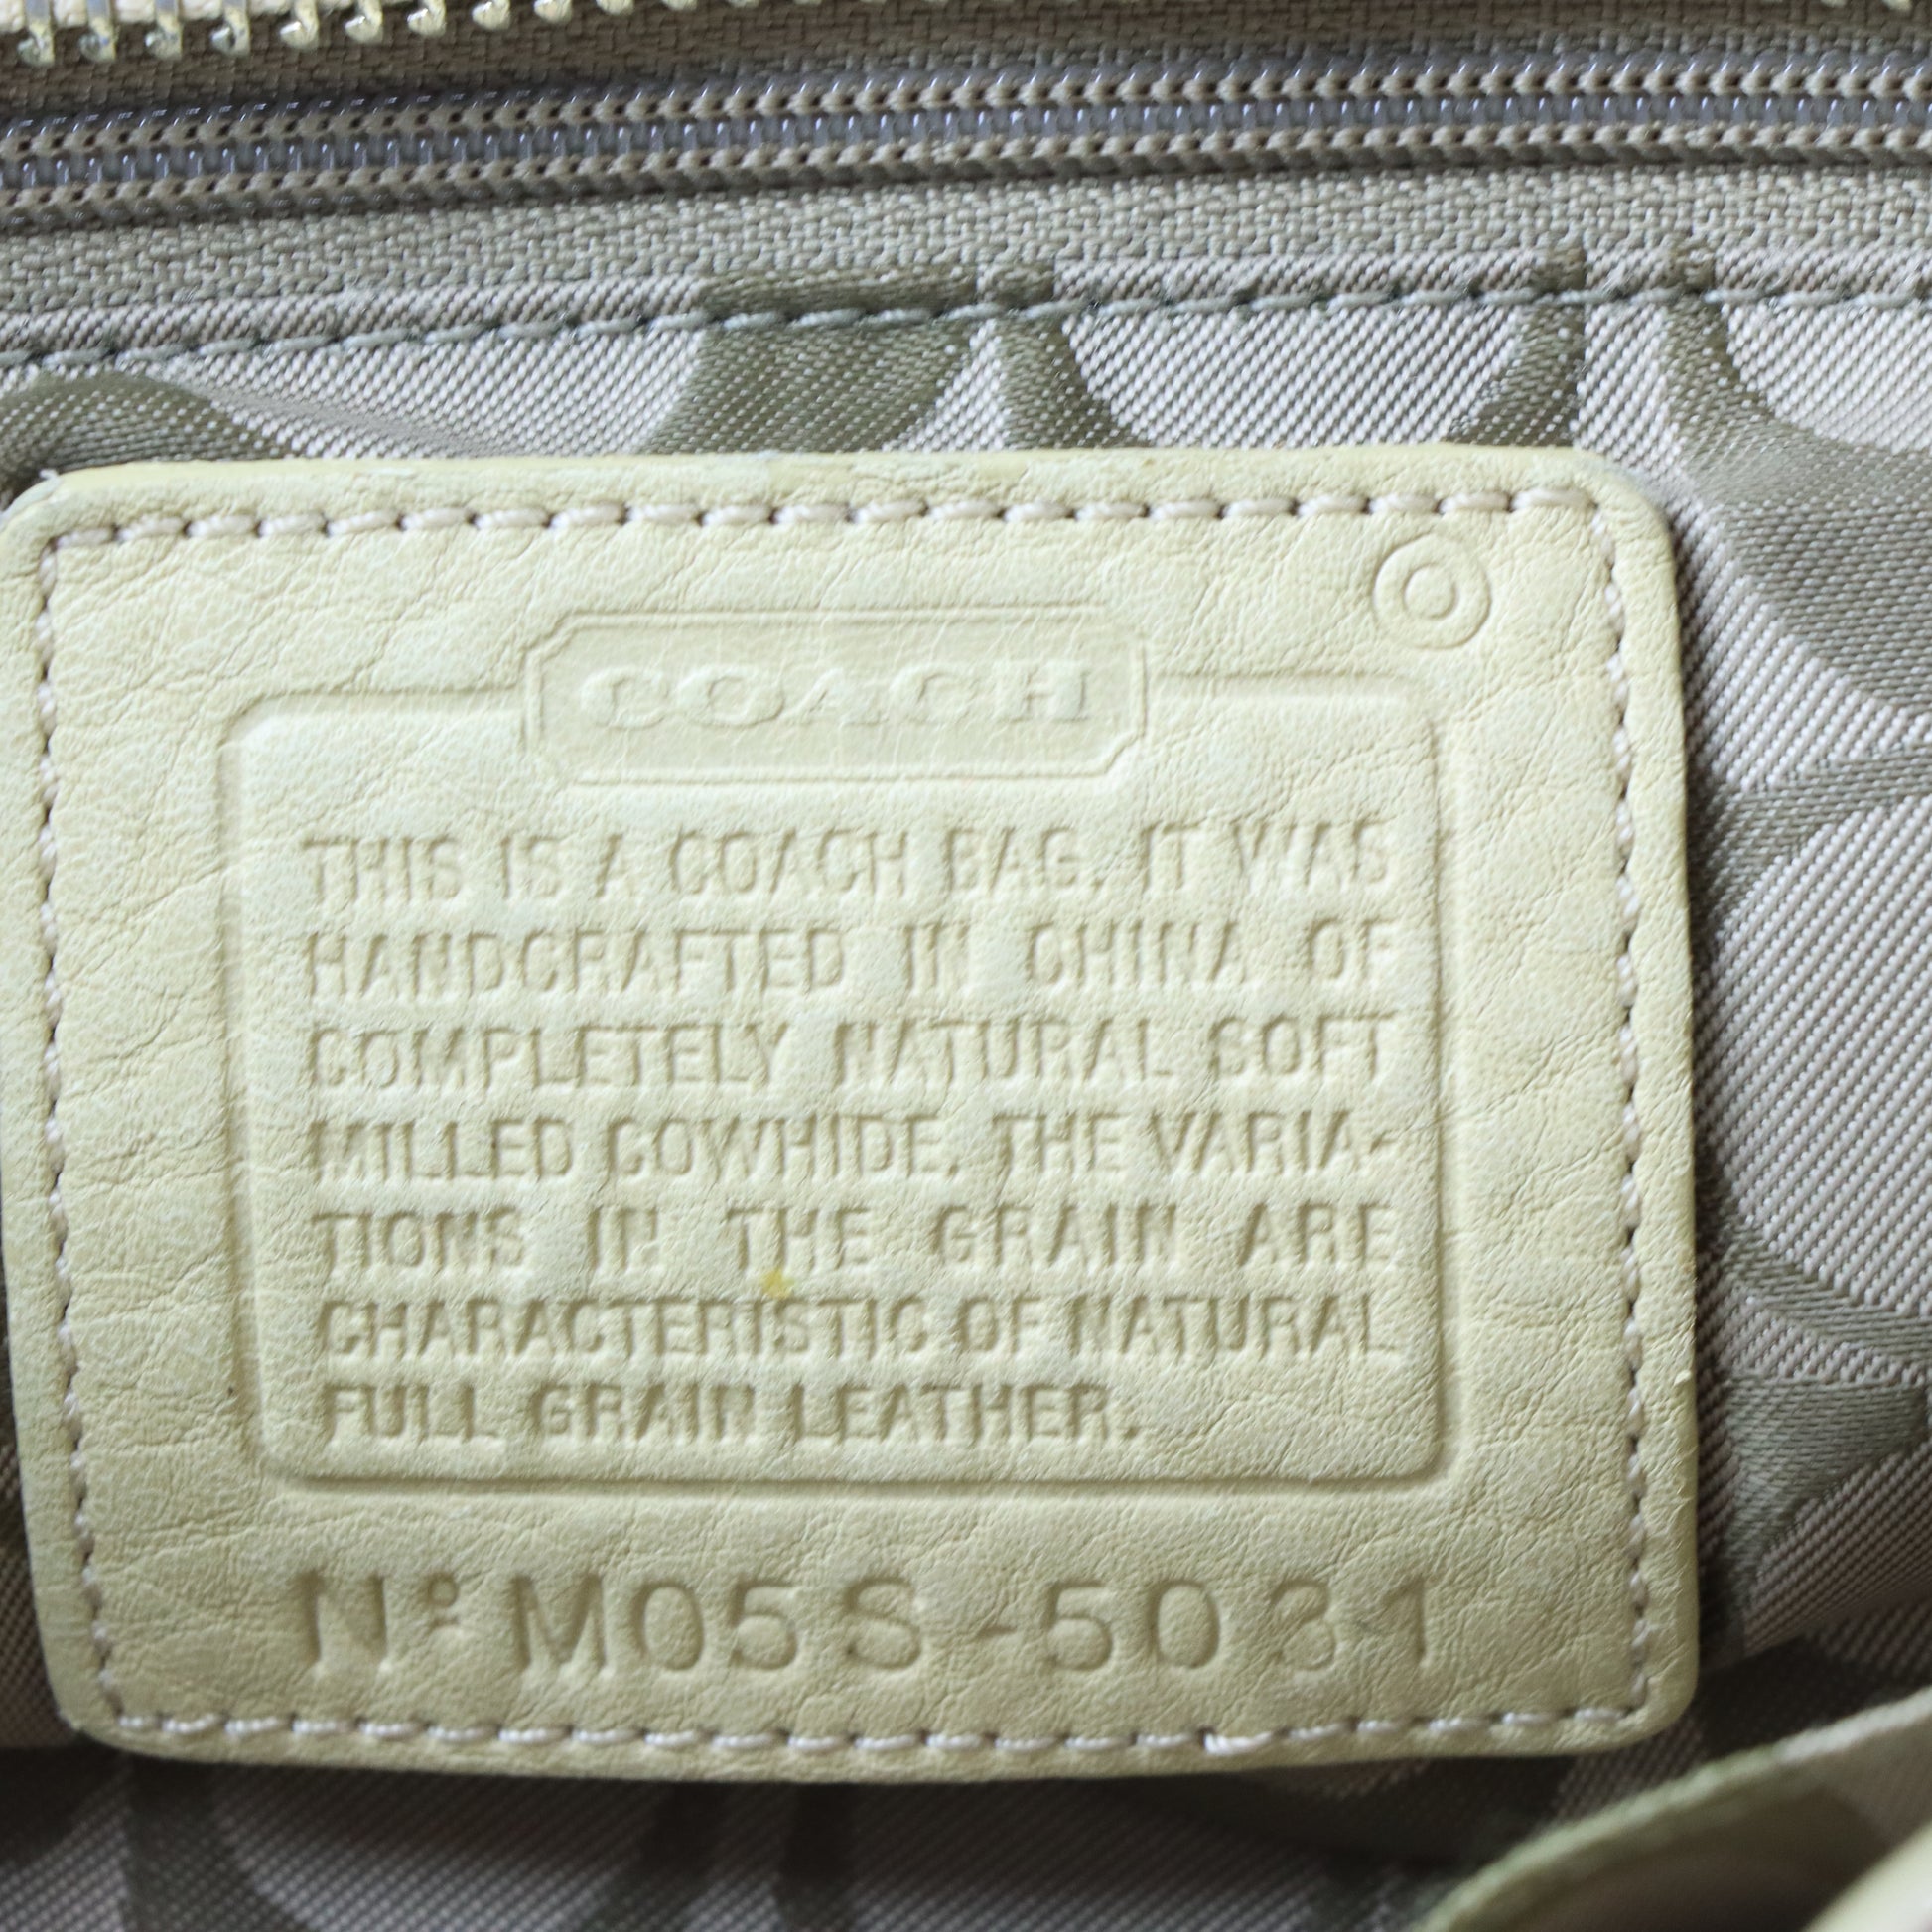 COACH
THIS IS A COACH BAG. IT WAS
HANDCRAFTED IN CHINA OF
COMPLETELY NATURAL SOFT
MILLED COWHIDE. THE VARIA-
TIONS IN THE GRAIN ARE
CHARACTERISTIC OF NATURAL
FULL GRAIN LEATHER.
Nº M05S-5031